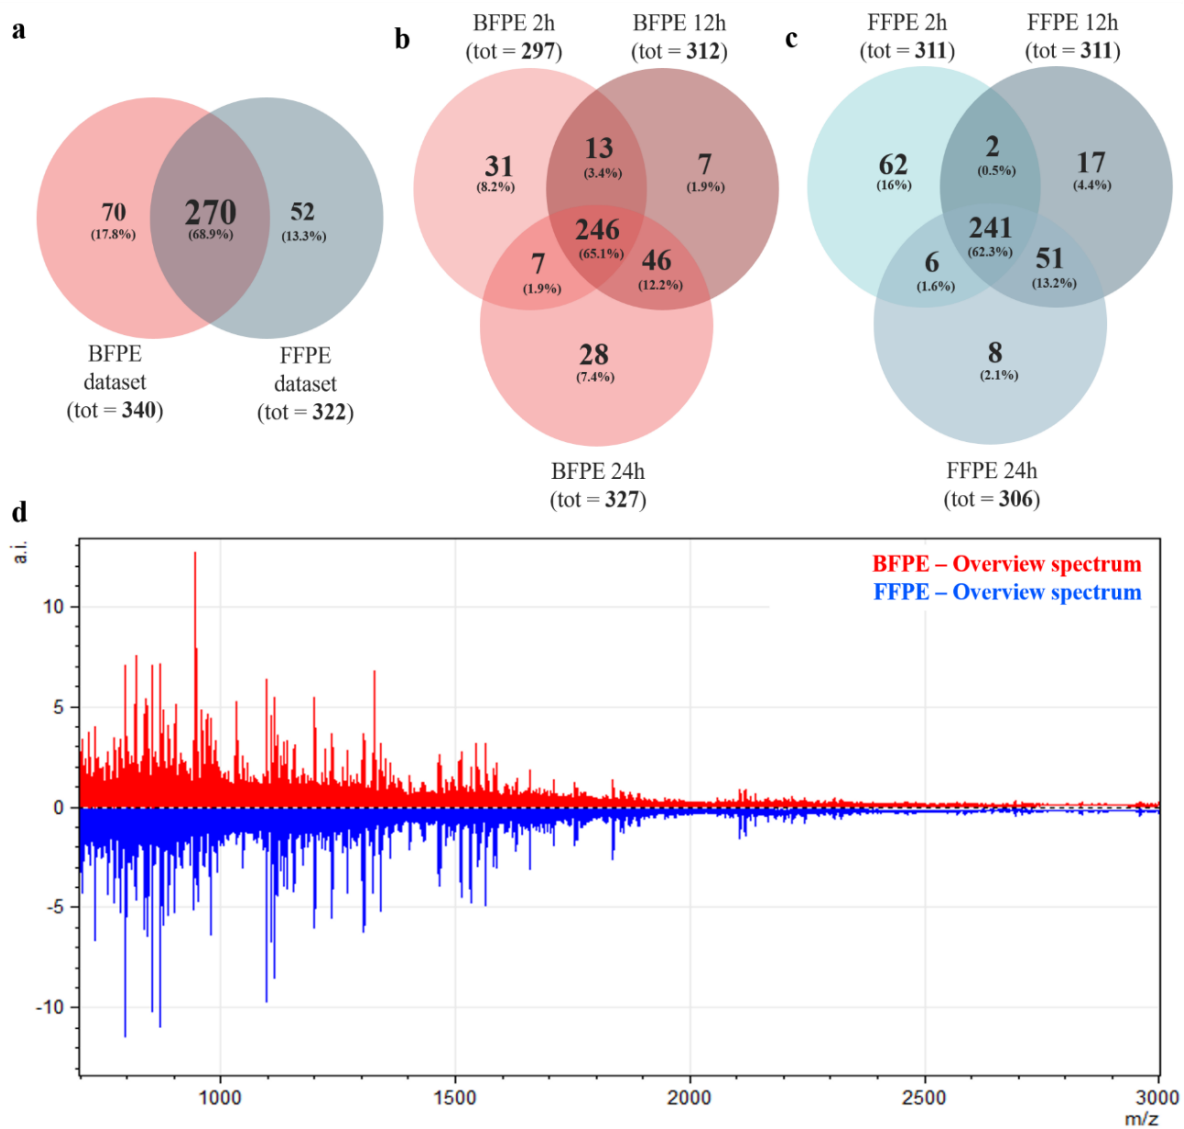 a
70
(17.8%)
270
(68.9%)
52
(13.3%)
BFPE
dataset
(tot = 340)
FFPE
dataset
(tot = 322)
b
BFPE 2h
(tot = 297)
BFPE 12h
(tot = 312)
31
(8.2%)
13
(3.4%)
7
(1.9%)
246
(65.1%)
7
(1.9%)
46
(12.2%)
28
(7.4%)
BFPE 24h
(tot = 327)
c
FFPE 2h
(tot = 311)
FFPE 12h
(tot = 311)
62
(16%)
2
(0.5%)
17
(4.4%)
241
(62.3%)
6
(1.6%)
51
(13.2%)
8
(2.1%)
FFPE 24h
(tot = 306)
d
a.i.
BFPE – Overview spectrum
FFPE – Overview spectrum
10
5
0
-5
-10
1000
1500
2000
2500
3000
m/z